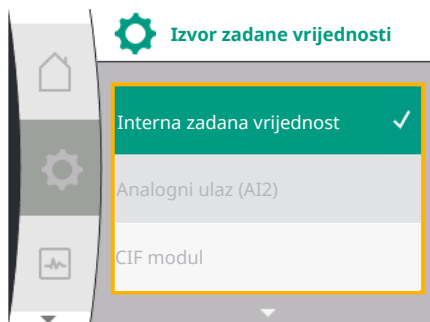 Izvor zadane vrijednosti
Interna zadana vrijednost
Analogni ulaz (AI2)
CIF modul